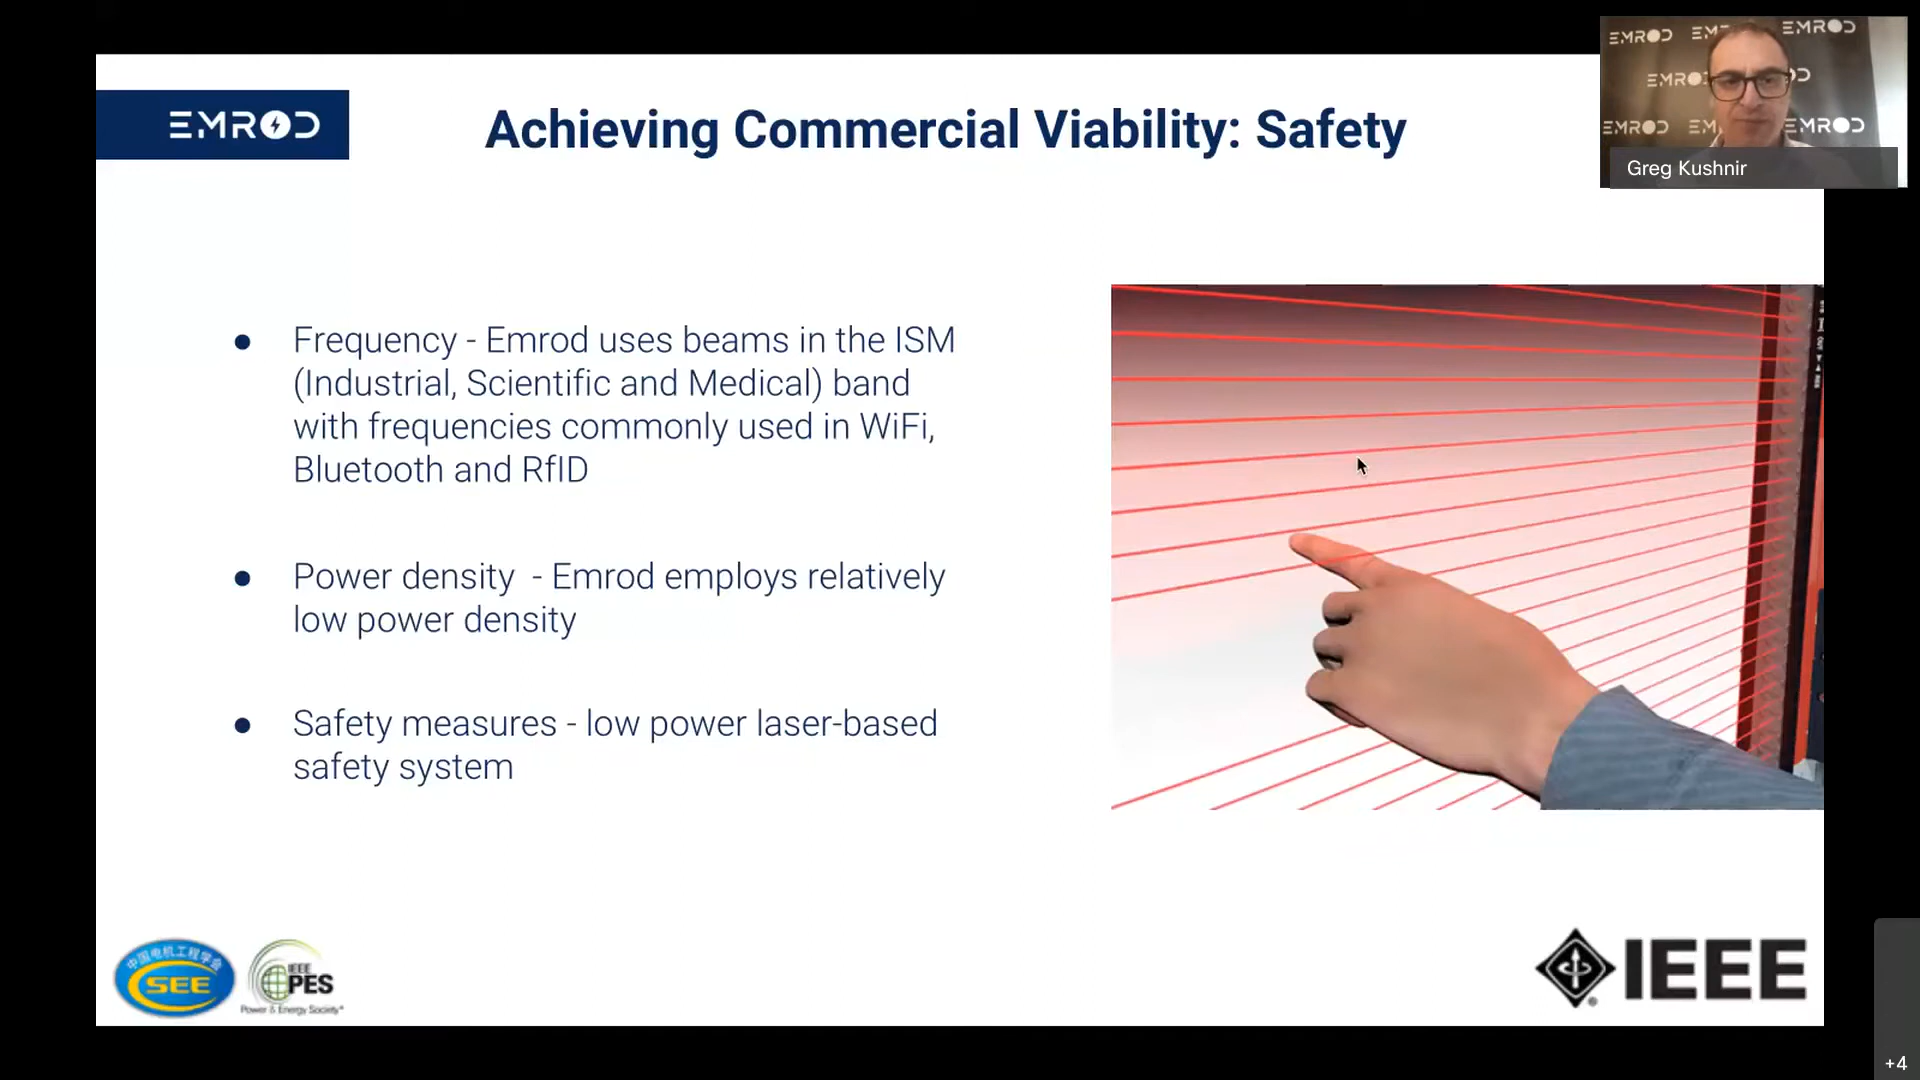 EMROD
Achieving Commercial Viability: Safety
EMROD
EMROD
EMROD
EMROD
Greg Kushnir
● Frequency - Emrod uses beams in the ISM
(Industrial, Scientific and Medical) band
with frequencies commonly used in WiFi,
Bluetooth and RfID
● Power density - Emrod employs relatively
low power density
● Safety measures - low power laser-based
safety system
中国电机工程学会
SEE
IEEE
PES
Power & Energy Society®
IEEE
+4